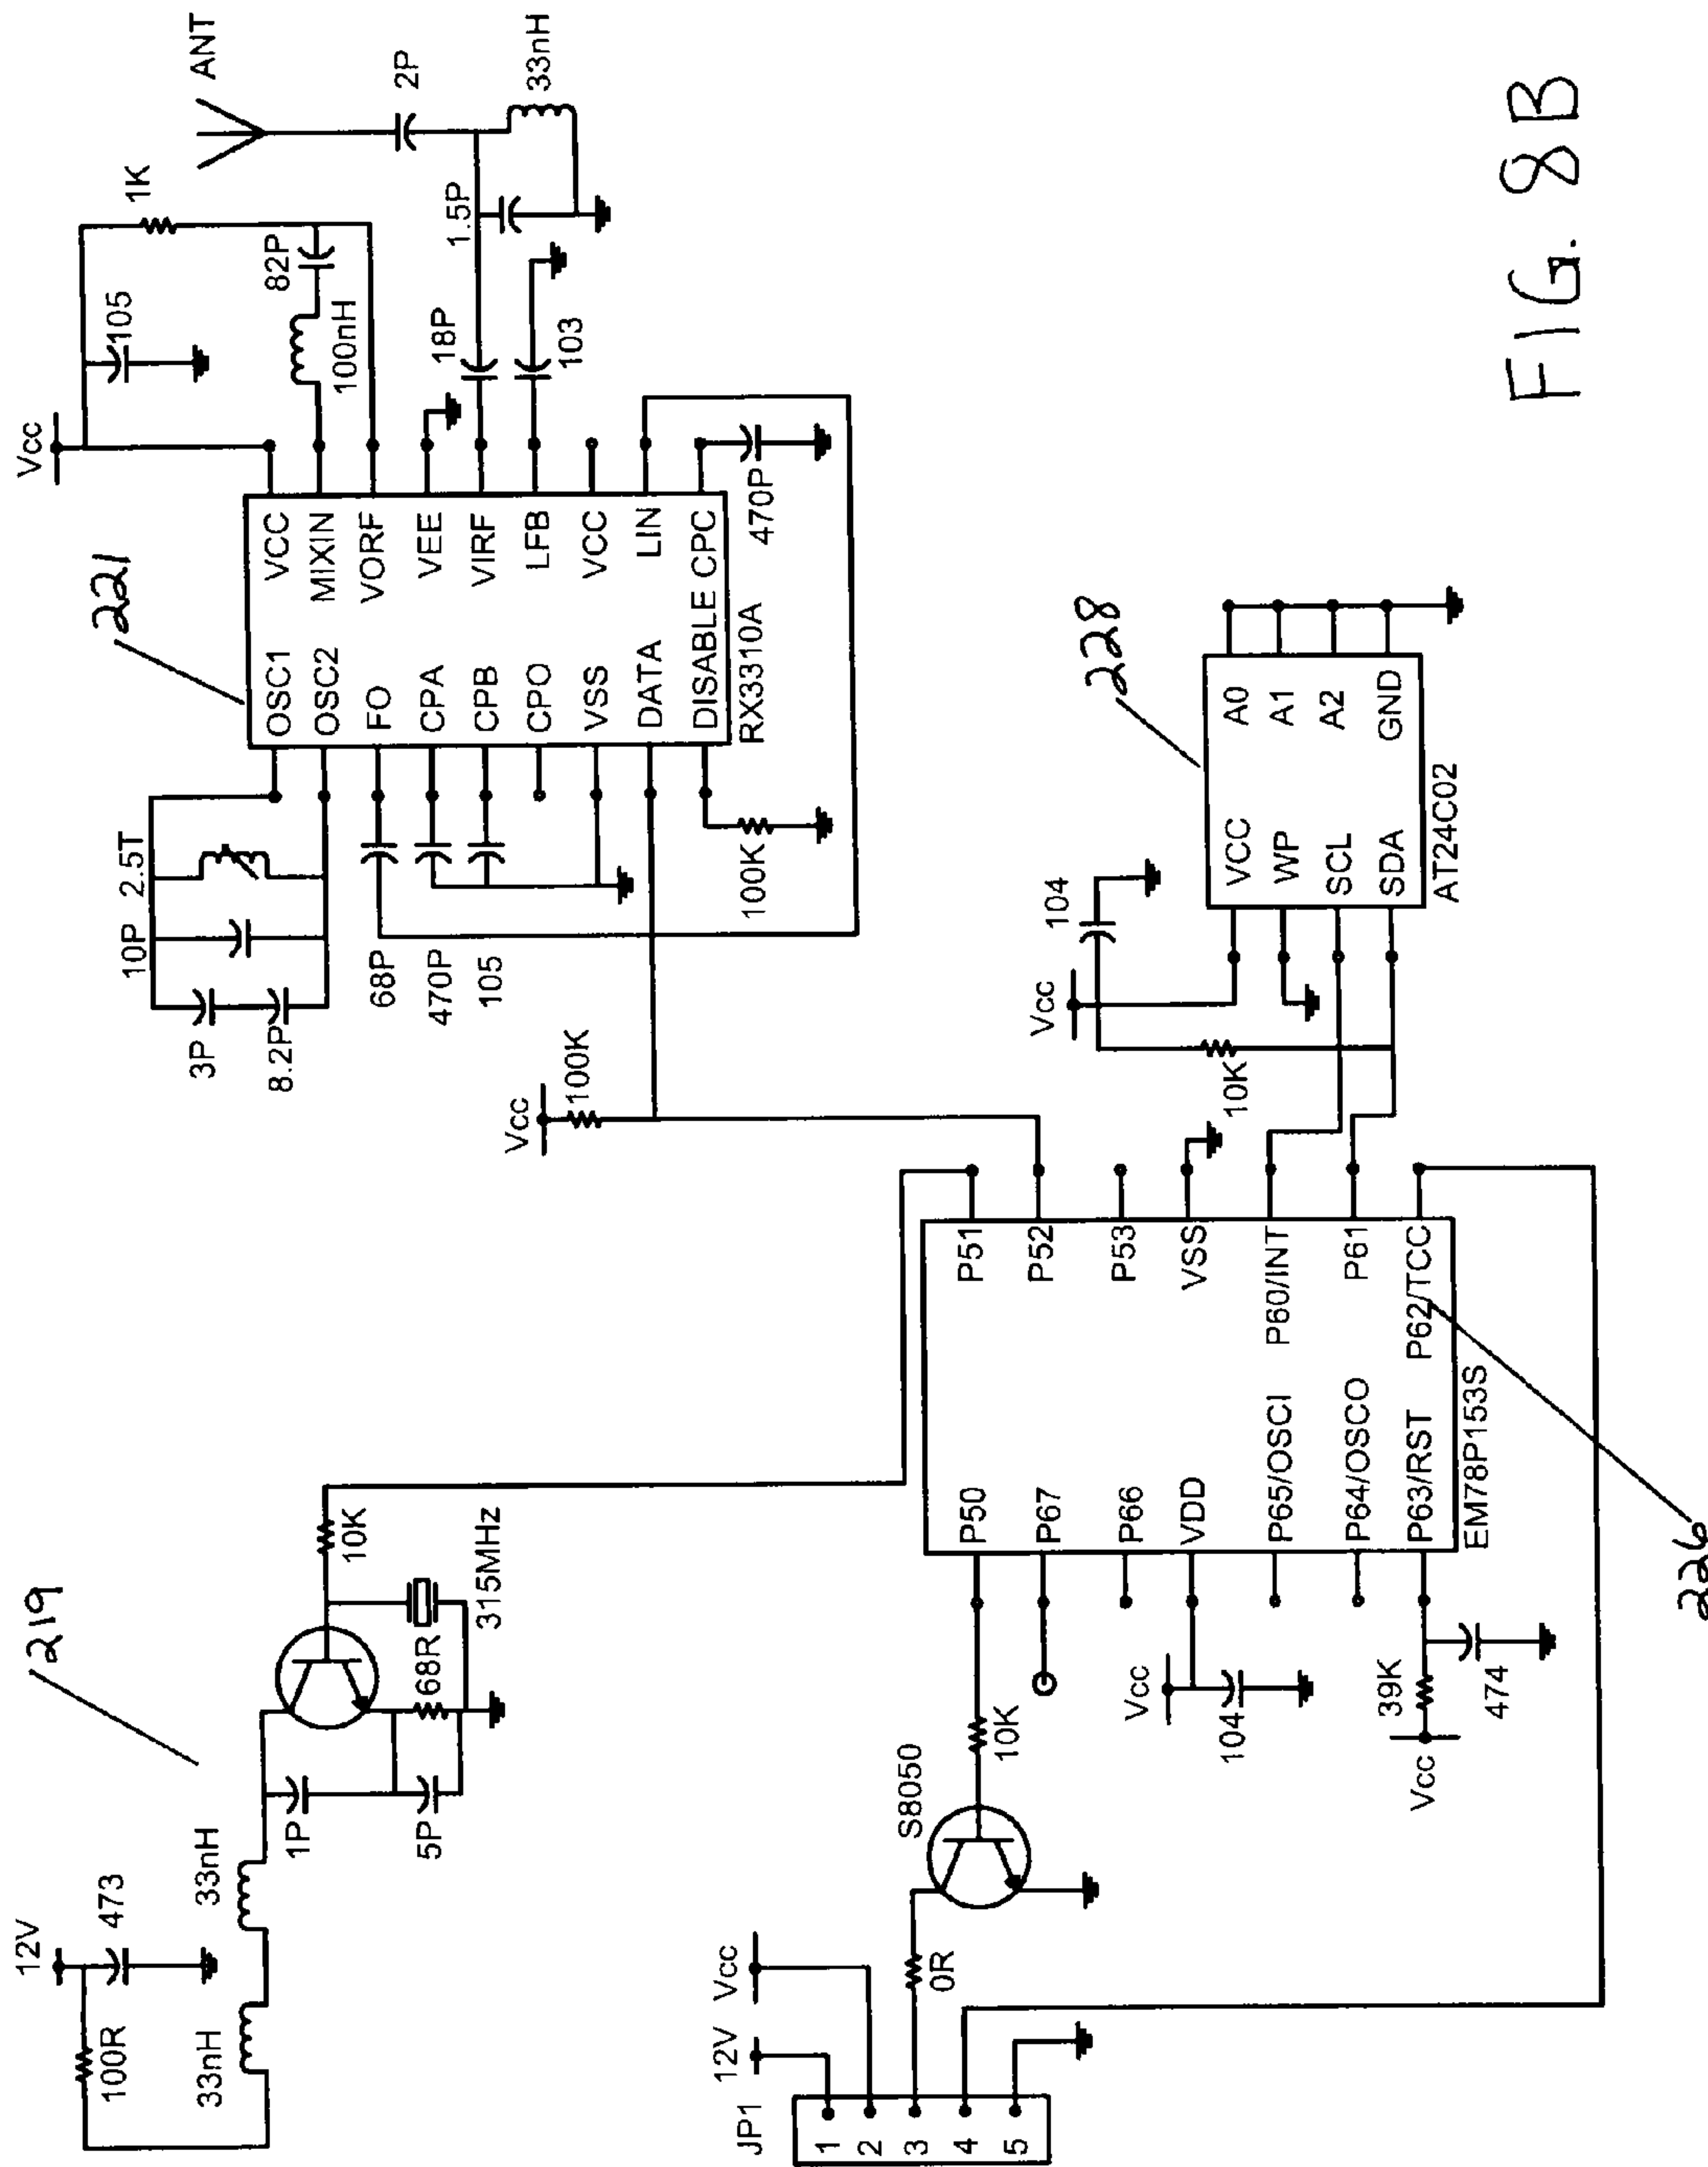 12V
473
100R
33nH
33nH
219
1P
5P
68R
10K
315MHz
Vcc
105
1K
82P
100nH
ANT
2P
33nH
1.5P
18P
103
221
2.5T
10P
3P
8.2P
68P
470P
105
OSC1
OSC2
FO
CPA
CPB
CPO
VSS
DATA
DISABLE
VCC
MIXIN
VORF
VEE
VIRF
LFB
VCC
LIN
CPC
RX3310A
470P
100K
Vcc
100K
JP1
1
2
3
4
5
12V
Vcc
0R
S8050
10K
Vcc
104
39K
Vcc
474
P50
P67
P66
VDD
P65/OSCI
P64/OSCO
P63/RST
P51
P52
P53
VSS
P60/INT
P61
P62/TCC
EM78P153S
226
Vcc
104
10K
228
VCC
WP
SCL
SDA
A0
A1
A2
GND
AT24C02
FIG. 8B